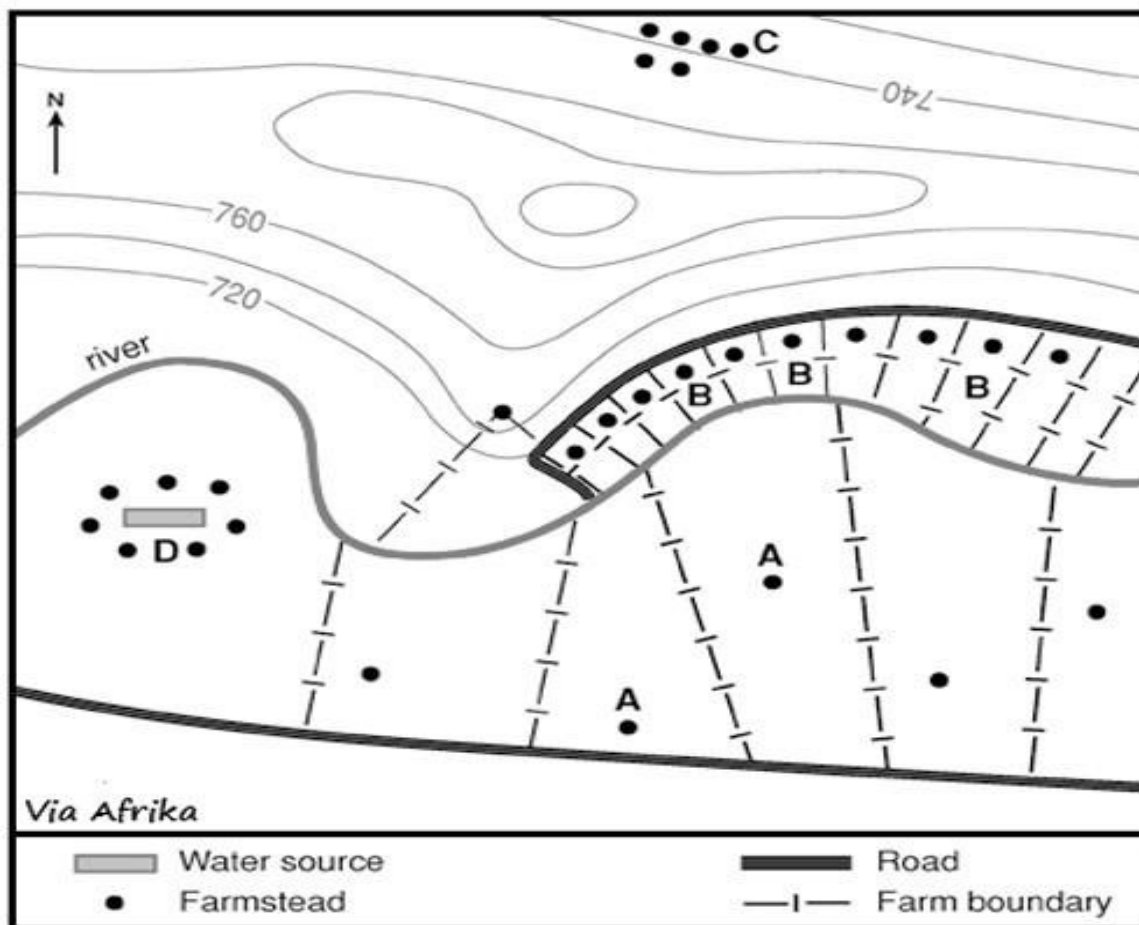 C
740
N
760
720
river
B
B
B
A
D
A
Via Afrika
Water source
Road
Farmstead
Farm boundary